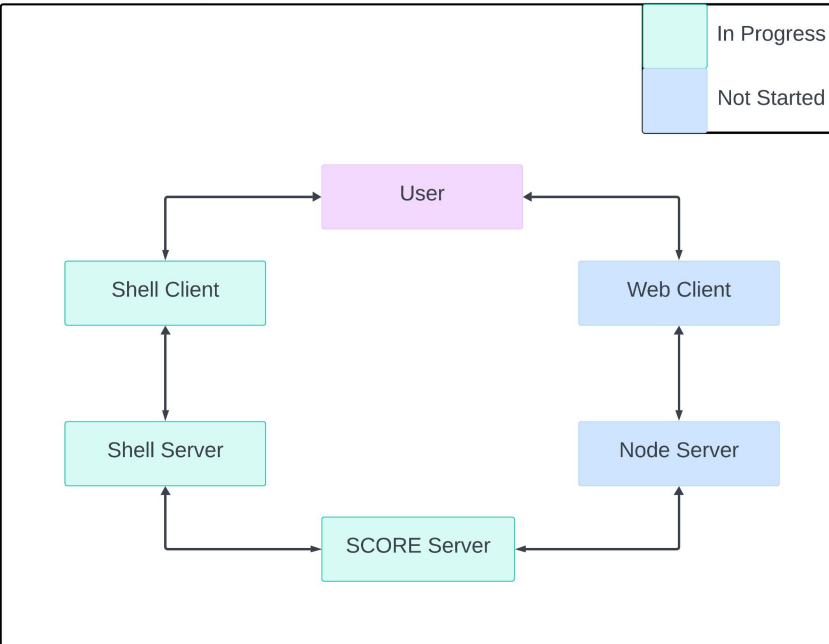 In Progress
Not Started
User
Shell Client
Web Client
Shell Server
Node Server
SCORE Server